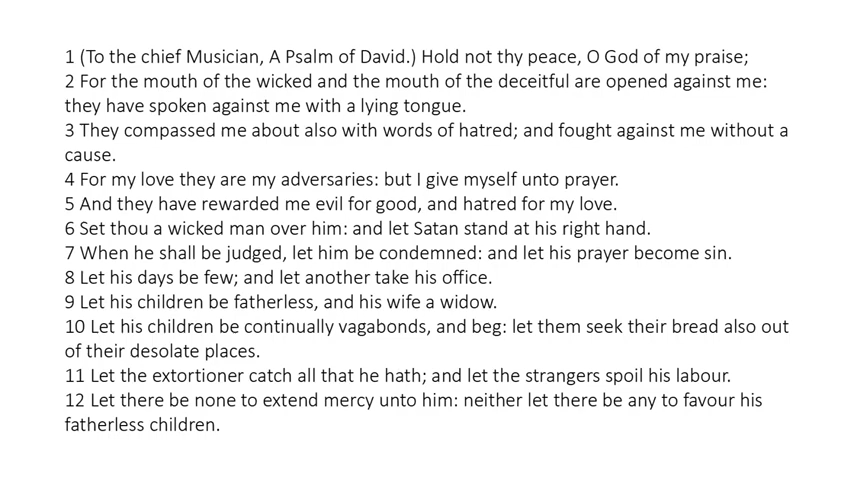 1 (To the chief Musician, A Psalm of David.) Hold not thy peace, O God of my praise;
2 For the mouth of the wicked and the mouth of the deceitful are opened against me:
they have spoken against me with a lying tongue.
3 They compassed me about also with words of hatred; and fought against me without a
cause.
4 For my love they are my adversaries: but I give myself unto prayer.
5 And they have rewarded me evil for good, and hatred for my love.
6 Set thou a wicked man over him: and let Satan stand at his right hand.
7 When he shall be judged, let him be condemned: and let his prayer become sin.
8 Let his days be few; and let another take his office.
9 Let his children be fatherless, and his wife a widow.
10 Let his children be continually vagabonds, and beg: let them seek their bread also out
of their desolate places.
11 Let the extortioner catch all that he hath; and let the strangers spoil his labour.
12 Let there be none to extend mercy unto him: neither let there be any to favour his
fatherless children.